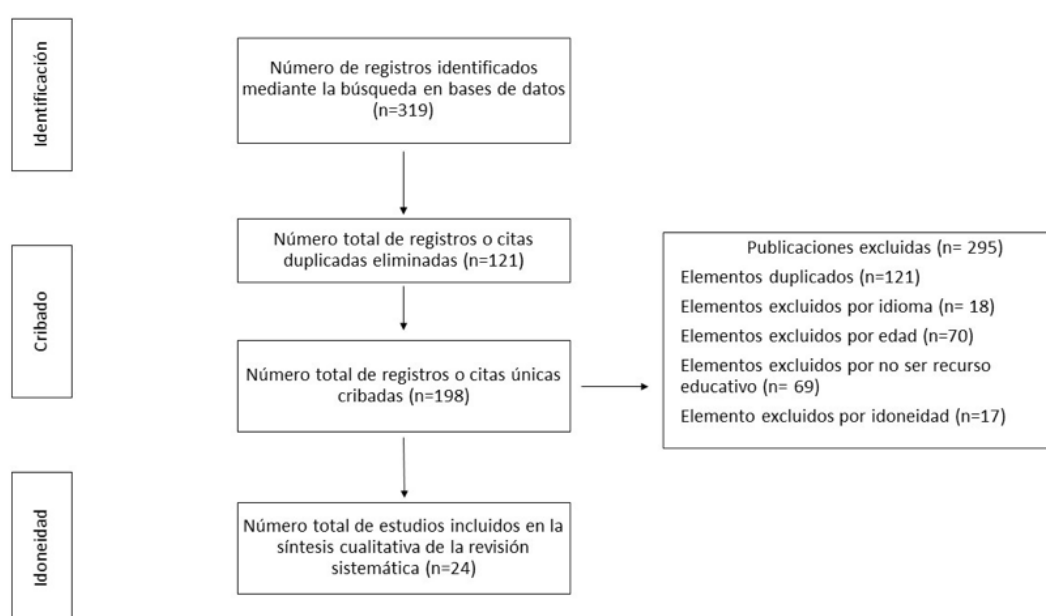 Identificación
Número de registros identificados
mediante la búsqueda en bases de datos
(n=319)
Cribado
Número total de registros o citas
duplicadas eliminadas (n=121)
Número total de registros o citas únicas
cribadas (n=198)
Publicaciones excluidas (n= 295)
Elementos duplicados (n=121)
Elementos excluidos por idioma (n= 18)
Elementos excluidos por edad (n=70)
Elementos excluidos por no ser recurso
educativo (n= 69)
Elemento excluidos por idoneidad (n=17)
Idoneidad
Número total de estudios incluidos en la
síntesis cualitativa de la revisión
sistemática (n=24)